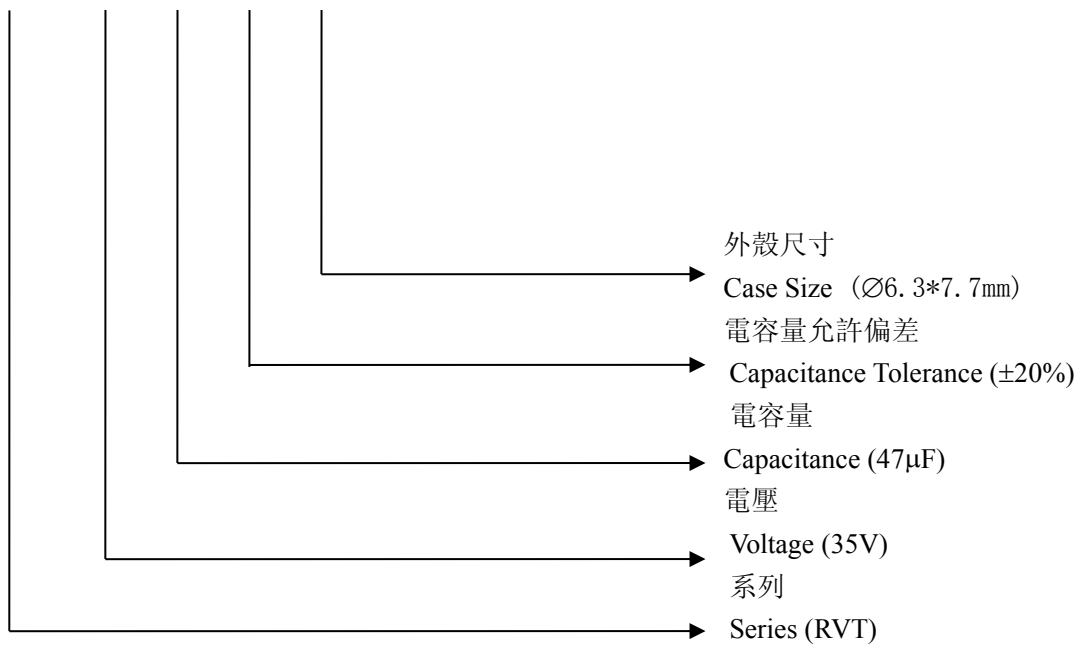 外殼尺寸
Case Size （∅6.3*7.7mm）
電容量允許偏差
Capacitance Tolerance (±20%)
電容量
Capacitance (47μF)
電壓
Voltage (35V)
系列
Series (RVT)